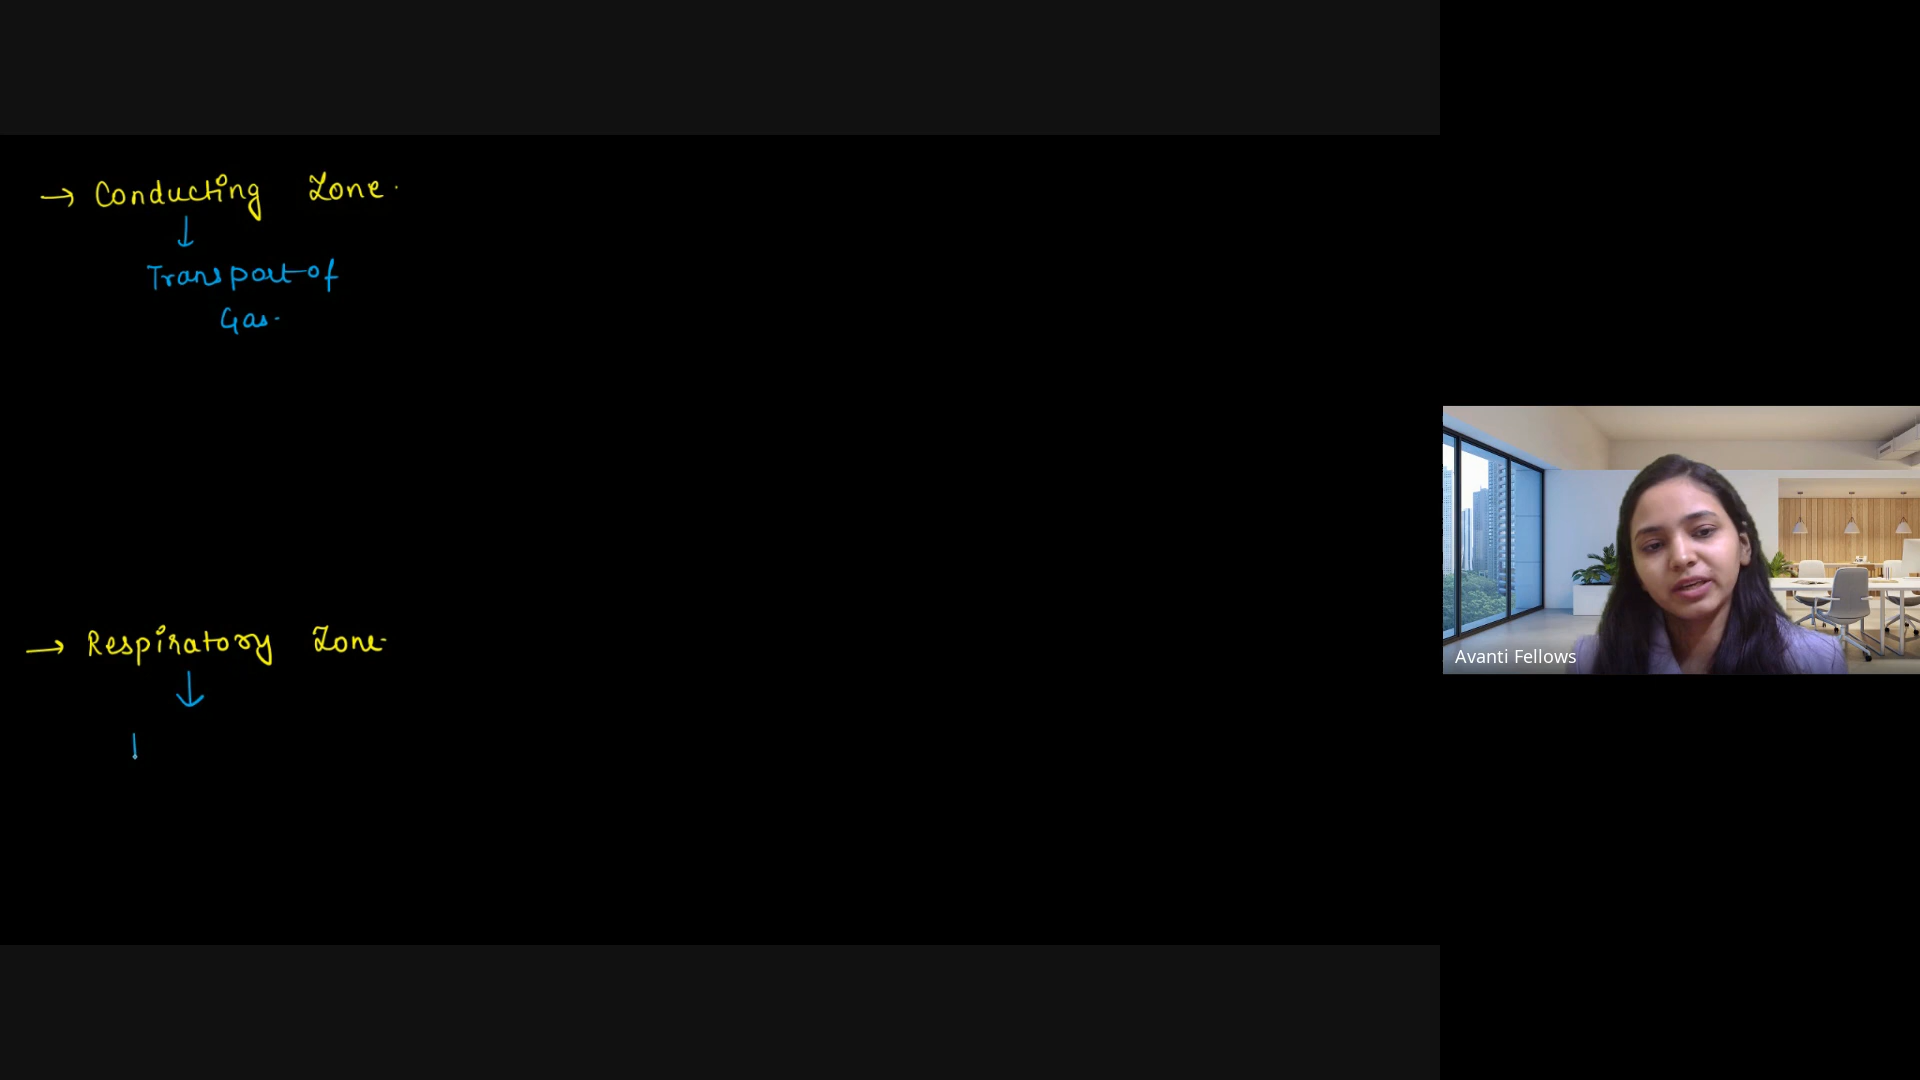 → Conducting Zone.
↓
Transport of
Gas.
→ Respiratory Zone.
↓
Avanti Fellows